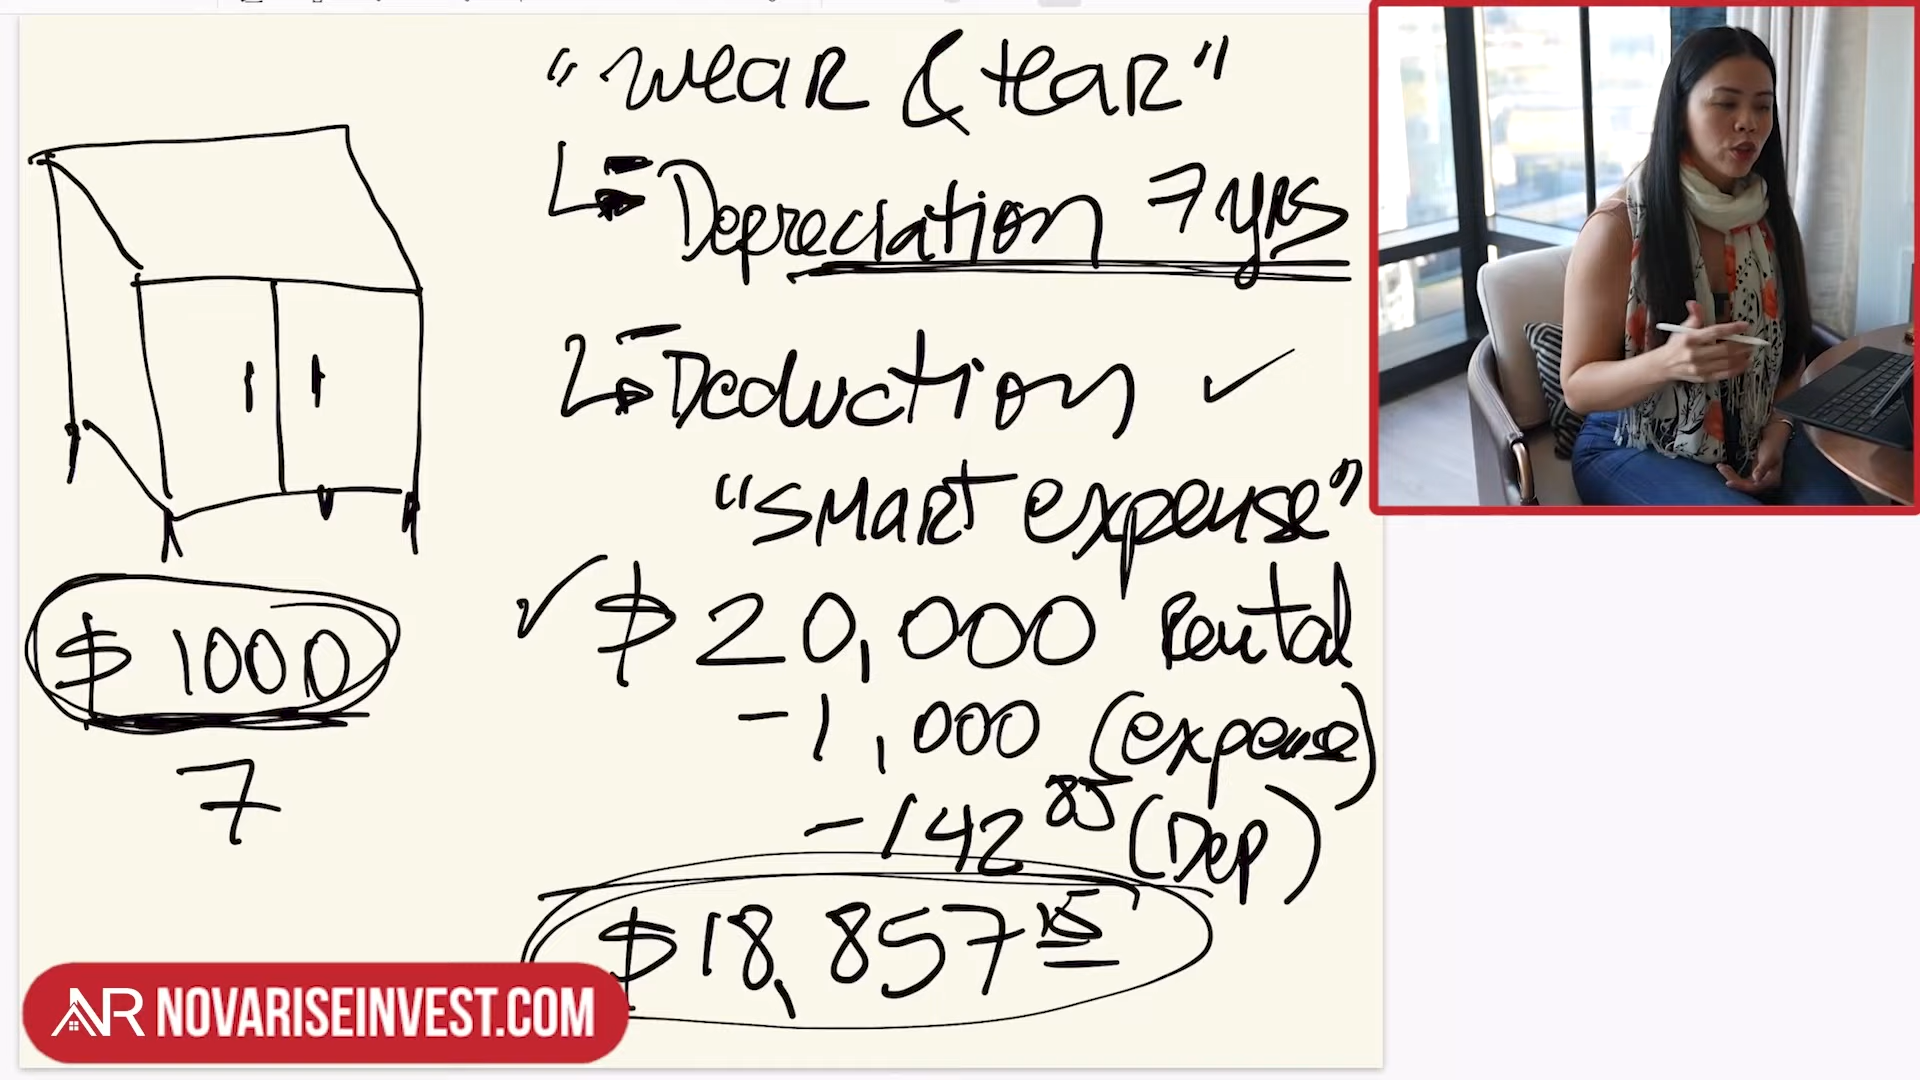 "WEAR & tEAR"
Depreciation 7 YRS
Deduction ✓
"SMARt expense"
$ 1000
7
✓ $ 20,000 Rental
- 1,000 (expense)
- 142 85 (Dep)
$ 18,857 15
NR NOVARISEINVEST.COM